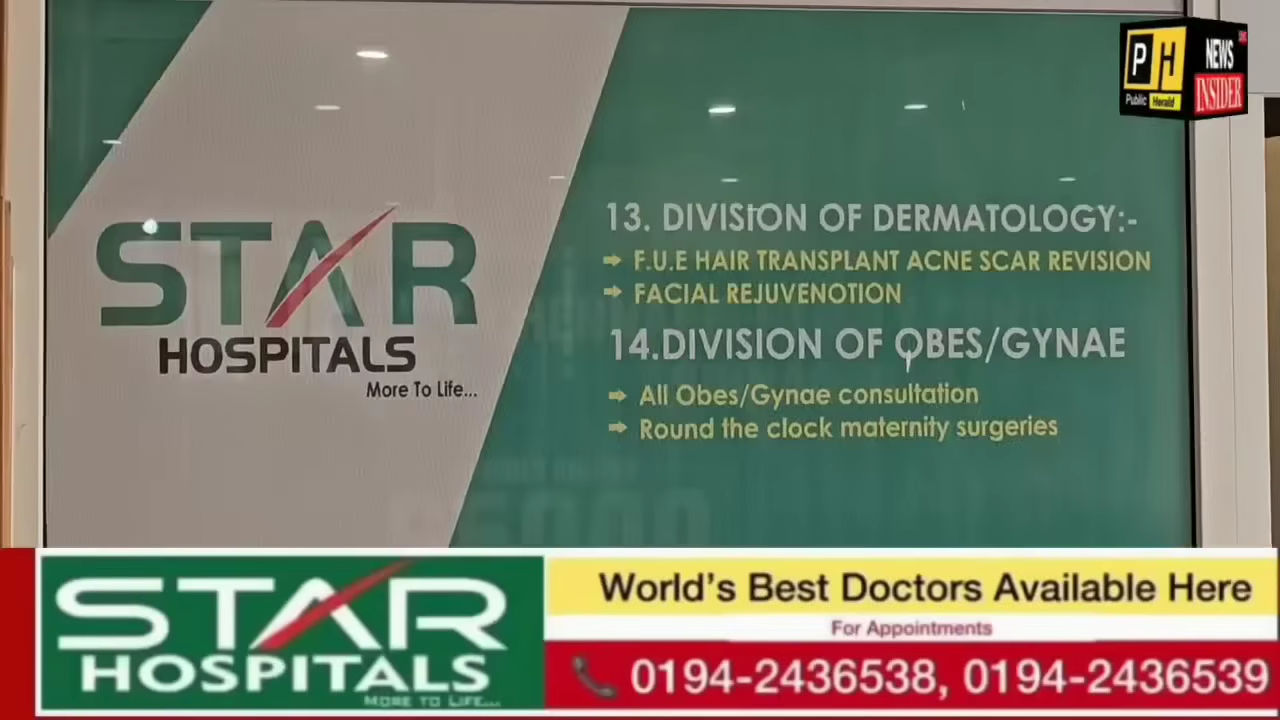 P H
Public Herald
NEWS
INSIDER
STAR
HOSPITALS
More To Life...
13. DIVISION OF DERMATOLOGY:-
⇨ F.U.E HAIR TRANSPLANT ACNE SCAR REVISION
⇨ FACIAL REJUVENOTION
14.DIVISION OF OBES/GYNAE
⇨ All Obes/Gynae consultation
⇨ Round the clock maternity surgeries
STAR
HOSPITALS
MORE TO LIFE...
World's Best Doctors Available Here
For Appointments
0194-2436538, 0194-2436539